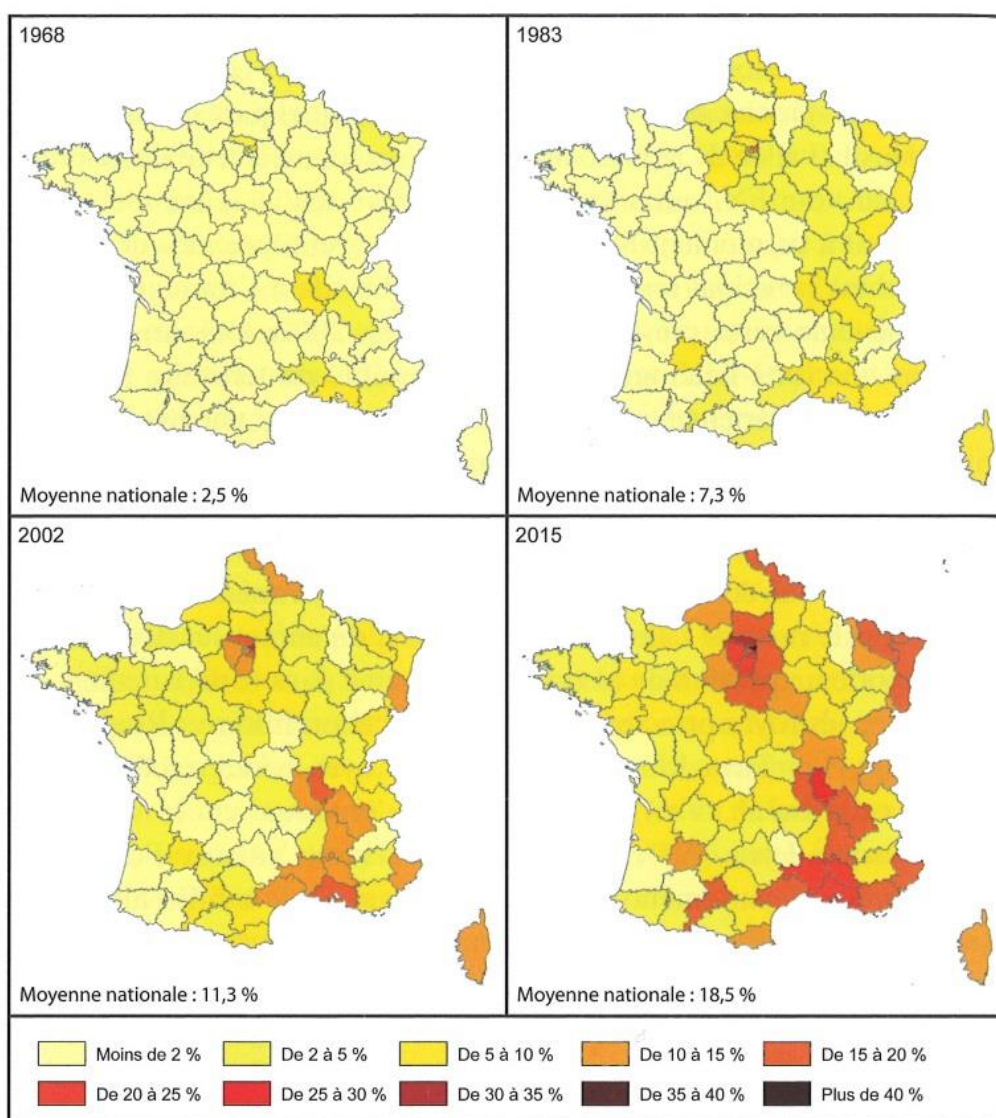 1968
1983
Moyenne nationale : 2,5 %
Moyenne nationale : 7,3 %
2002
2015
Moyenne nationale : 11,3 %
Moyenne nationale : 18,5 %
Moins de 2 %
De 2 à 5 %
De 5 à 10 %
De 10 à 15 %
De 15 à 20 %
De 20 à 25 %
De 25 à 30 %
De 30 à 35 %
De 35 à 40 %
Plus de 40 %